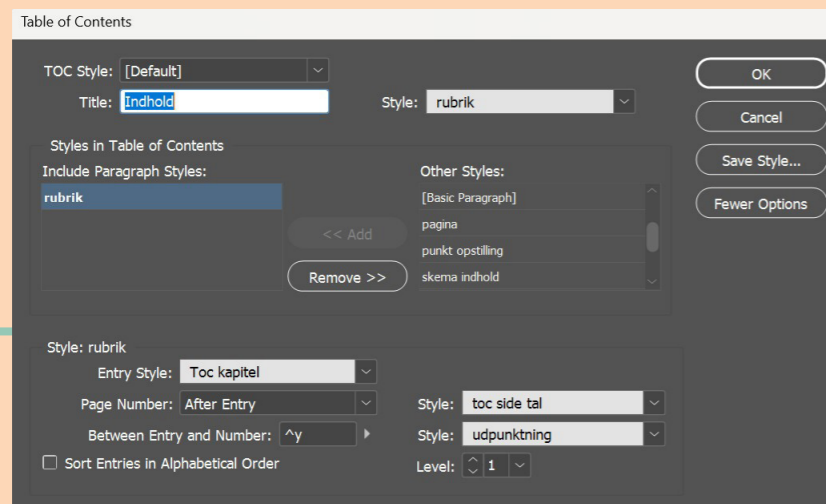 Table of Contents
TOC Style: [Default]
OK
Title: Indhold Style: rubrik
Cancel
Styles in Table of Contents
Save Style...
Include Paragraph Styles: Other Styles:
rubrik [Basic Paragraph]
Fewer Options
pagina
<< Add
punkt opstilling
Remove >> skema indhold
Style: rubrik
Entry Style: Toc kapitel
Page Number: After Entry Style: toc side tal
Between Entry and Number: ^y Style: udpunktning
Sort Entries in Alphabetical Order Level: 1